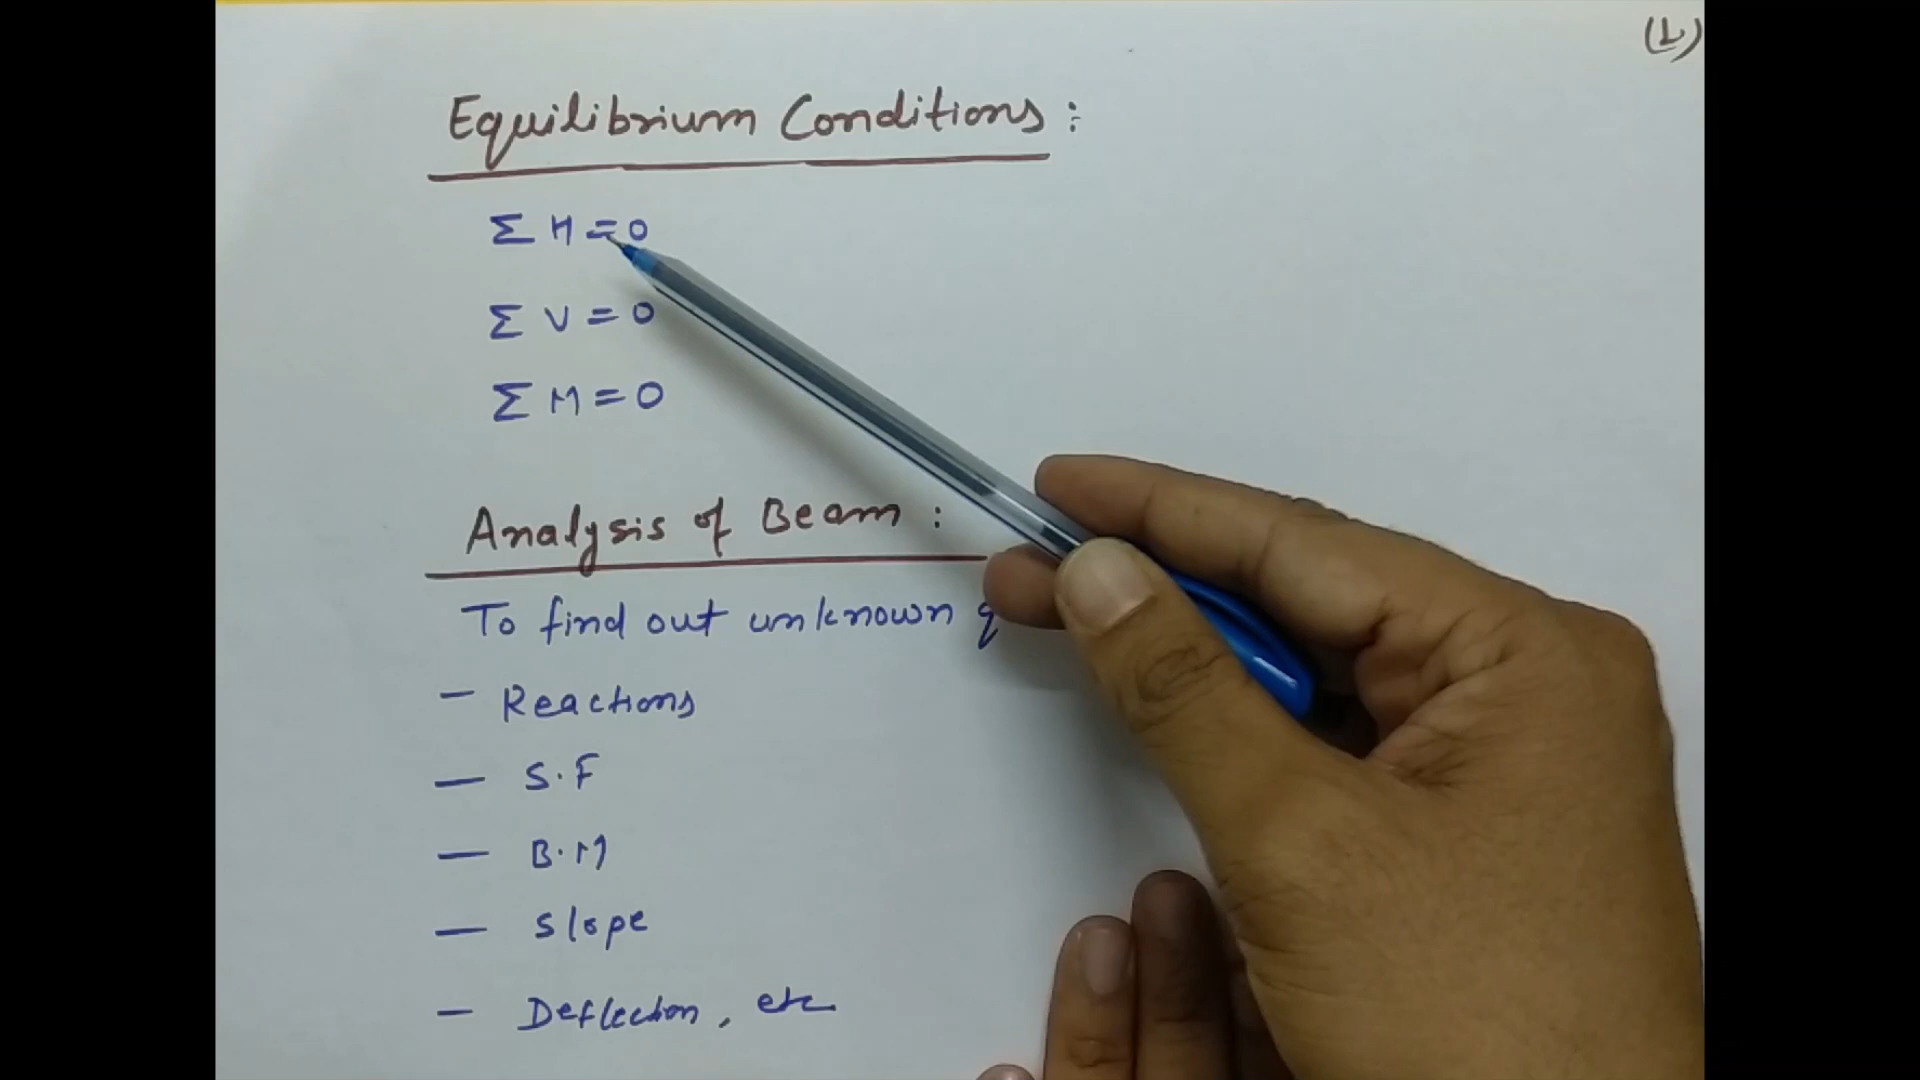 (1)
Equilibrium Conditions :
Σ H = 0
Σ V = 0
Σ M = 0
Analysis of Beam :
To find out unknown
- Reactions
- S.F
- B.M
- Slope
- Deflection, etc